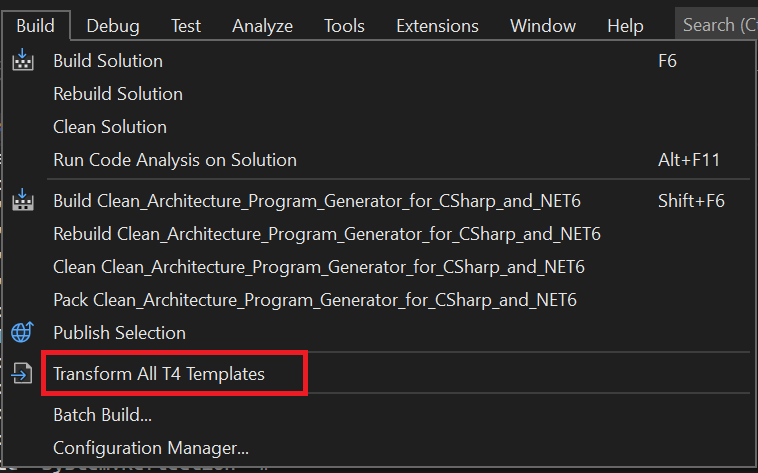 Build Debug Test Analyze Tools Extensions Window Help Search (C
Build Solution F6
Rebuild Solution
Clean Solution
Run Code Analysis on Solution Alt+F11
Build Clean_Architecture_Program_Generator_for_CSharp_and_NET6 Shift+F6
Rebuild Clean_Architecture_Program_Generator_for_CSharp_and_NET6
Clean Clean_Architecture_Program_Generator_for_CSharp_and_NET6
Pack Clean_Architecture_Program_Generator_for_CSharp_and_NET6
Publish Selection
Transform All T4 Templates
Batch Build...
Configuration Manager...